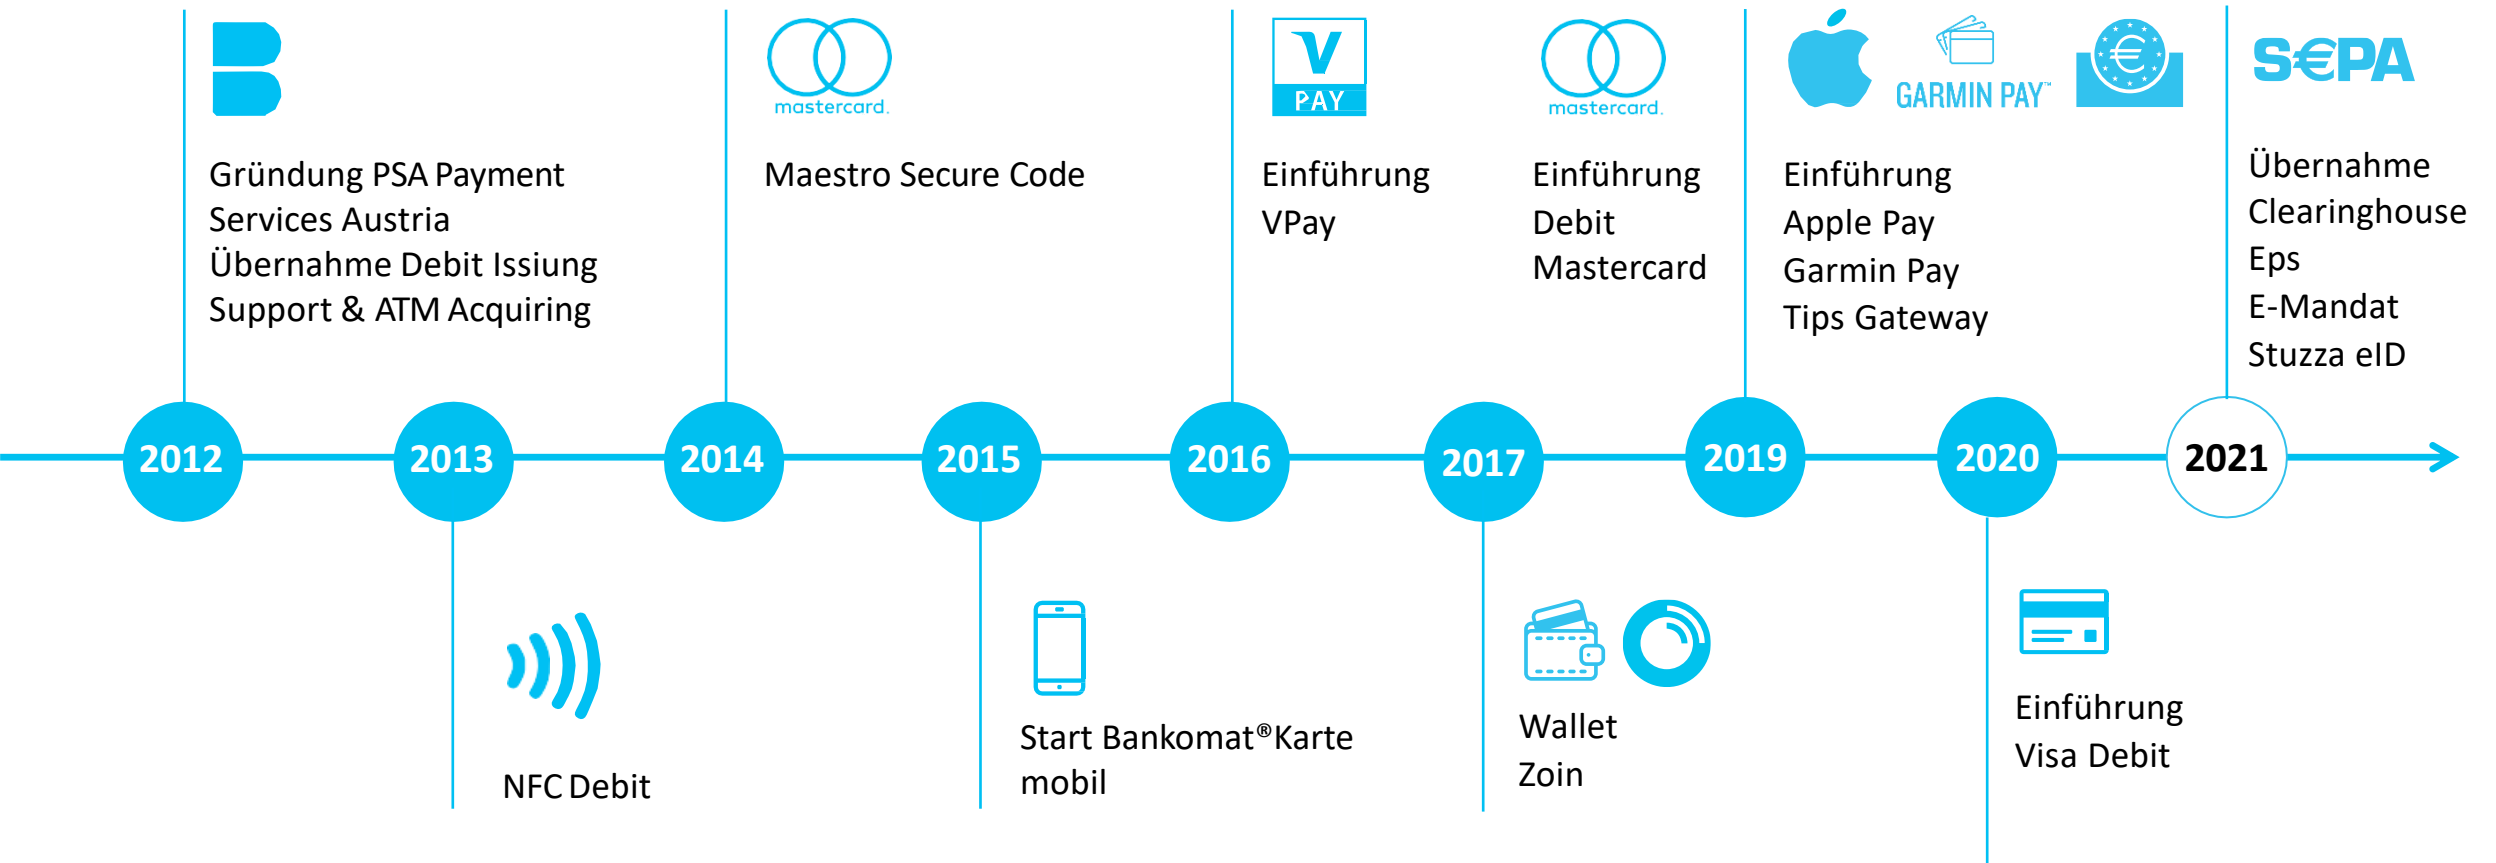 mastercard.
V
PAY
mastercard.
GARMIN PAY™
S€PA
Gründung PSA Payment
Services Austria
Übernahme Debit Issiung
Support & ATM Acquiring
Maestro Secure Code
Einführung
VPay
Einführung
Debit
Mastercard
Einführung
Apple Pay
Garmin Pay
Tips Gateway
Übernahme
Clearinghouse
Eps
E-Mandat
Stuzza eID
2012
2013
2014
2015
2016
2017
2019
2020
2021
NFC Debit
Start Bankomat®Karte
mobil
Wallet
Zoin
Einführung
Visa Debit